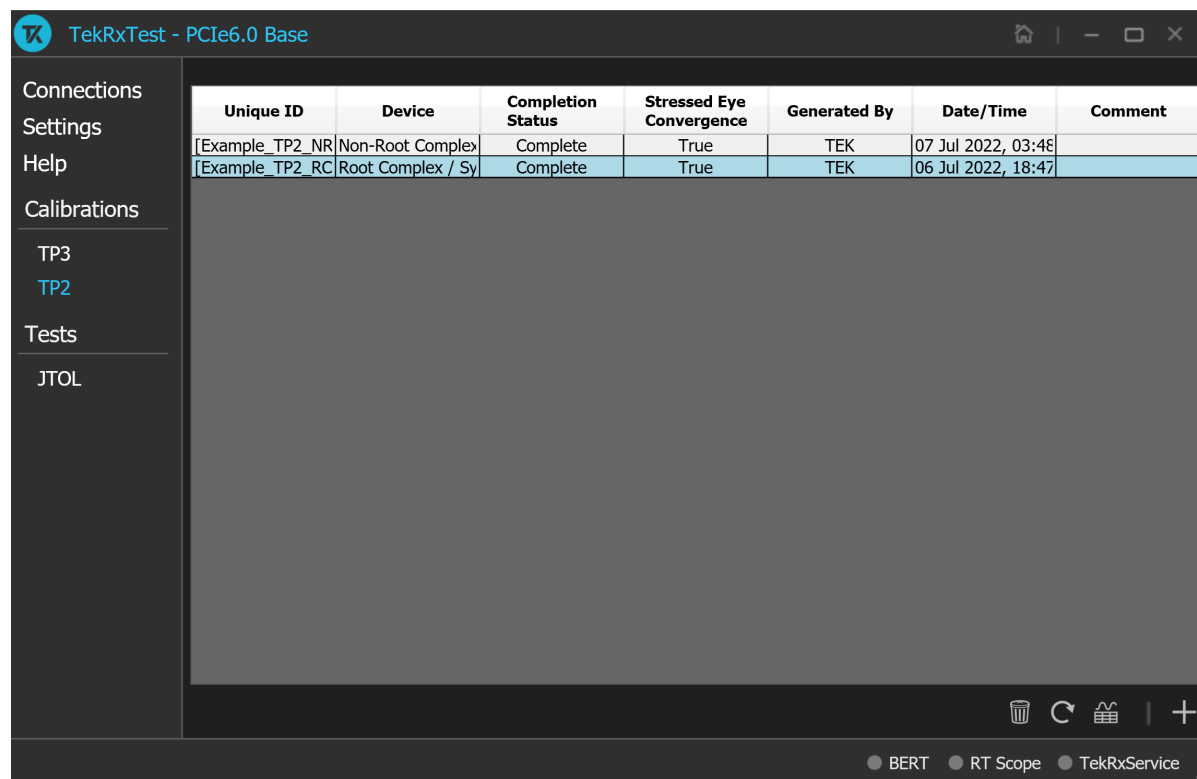 TekRxTest - PCIe6.0 Base
Connections
Settings
Help
Calibrations
TP3
TP2
Tests
JTOL
Unique ID Device Completion Status Stressed Eye Convergence Generated By Date/Time Comment
[Example_TP2_NR Non-Root Complex Complete True TEK 07 Jul 2022, 03:48
[Example_TP2_RC Root Complex / Sy Complete True TEK 06 Jul 2022, 18:47
BERT RT Scope TekRxService